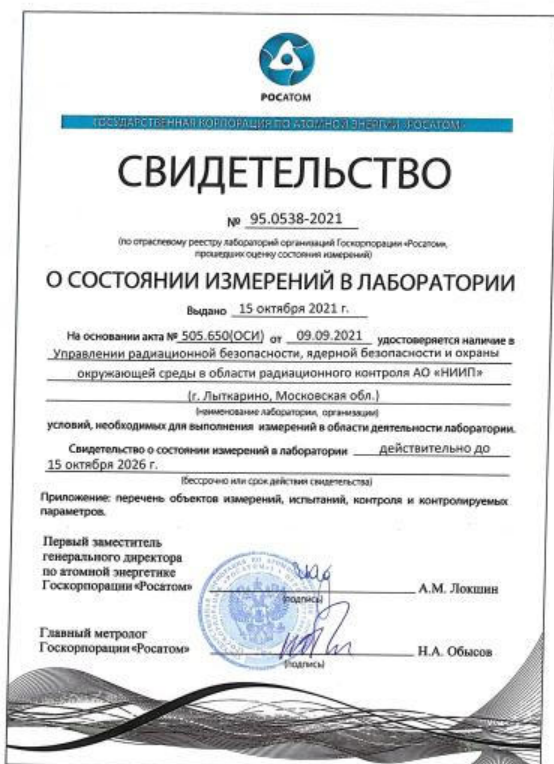 РОСАТОМ
ГОСУДАРСТВЕННАЯ КОРПОРАЦИЯ ПО АТОМНОЙ ЭНЕРГИИ «РОСАТОМ»
СВИДЕТЕЛЬСТВО
№ 95.0538-2021
(по отраслевому реестру лабораторий организаций Госкорпорации «Росатом»,
прошедших оценку состояния измерений)
О СОСТОЯНИИ ИЗМЕРЕНИЙ В ЛАБОРАТОРИИ
Выдано 15 октября 2021 г.
На основании акта № 505.650(ОСИ) от 09.09.2021 удостоверяется наличие в
Управлении радиационной безопасности, ядерной безопасности и охраны
окружающей среды в области радиационного контроля АО «НИИП»
(г. Лыткарино, Московская обл.)
(наименование лаборатории, организации)
условий, необходимых для выполнения измерений в области деятельности лаборатории.
Свидетельство о состоянии измерений в лаборатории действительно до
15 октября 2026 г.
(бессрочно или срок действия свидетельства)
Приложение: перечень объектов измерений, испытаний, контроля и контролируемых
параметров.
Первый заместитель
генерального директора
по атомной энергетике
Госкорпорации «Росатом» А.М. Локшин
(подпись)
Главный метролог
Госкорпорации «Росатом» Н.А. Обысов
(подпись)